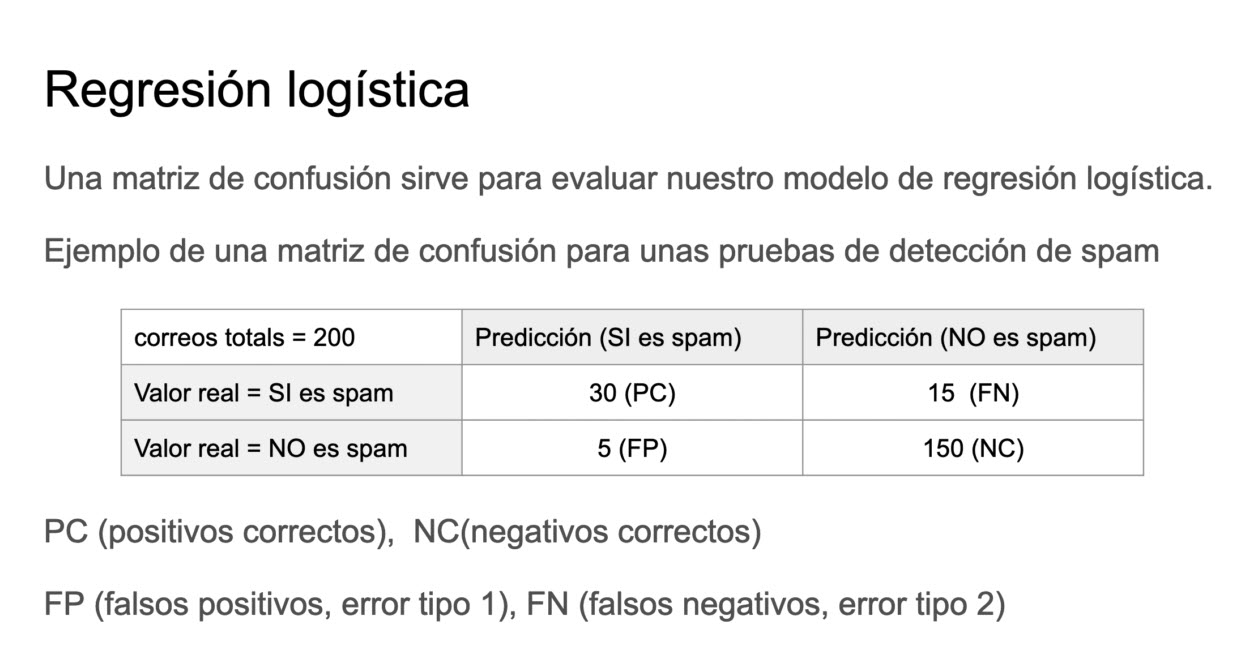 Regresión logística
Una matriz de confusión sirve para evaluar nuestro modelo de regresión logística.
Ejemplo de una matriz de confusión para unas pruebas de detección de spam
correos totals = 200 Predicción (SI es spam) Predicción (NO es spam)
Valor real = SI es spam 30 (PC) 15 (FN)
Valor real = NO es spam 5 (FP) 150 (NC)
PC (positivos correctos), NC(negativos correctos)
FP (falsos positivos, error tipo 1), FN (falsos negativos, error tipo 2)